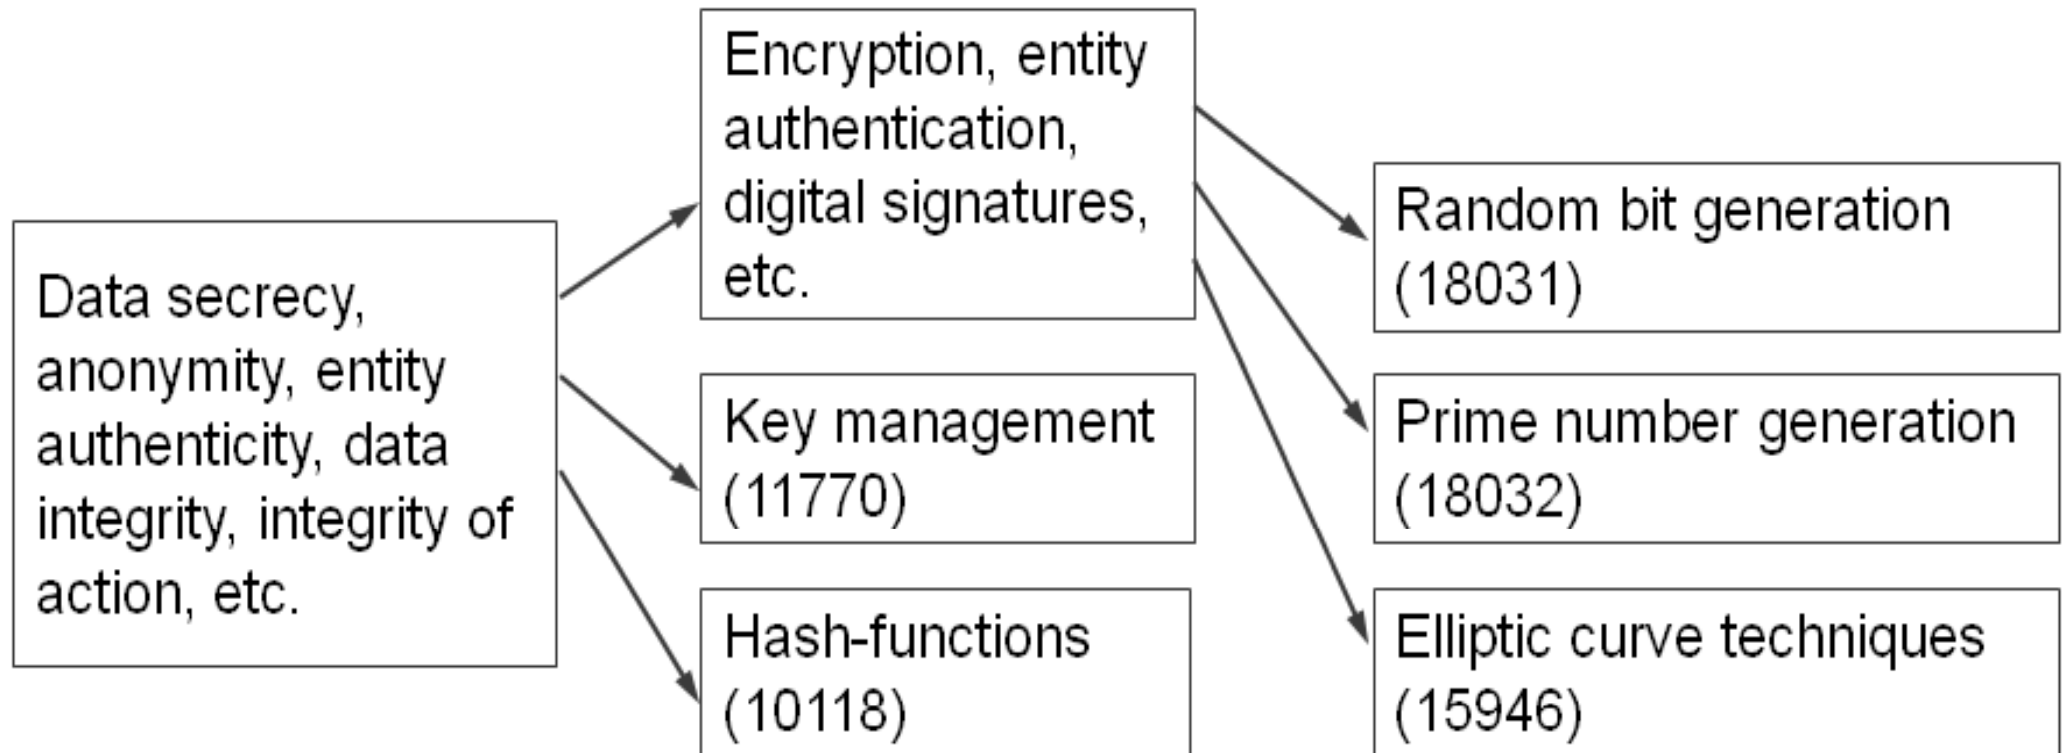 Data secrecy,
anonymity, entity
authenticity, data
integrity, integrity of
action, etc.
Encryption, entity
authentication,
digital signatures,
etc.
Key management
(11770)
Hash-functions
(10118)
Random bit generation
(18031)
Prime number generation
(18032)
Elliptic curve techniques
(15946)